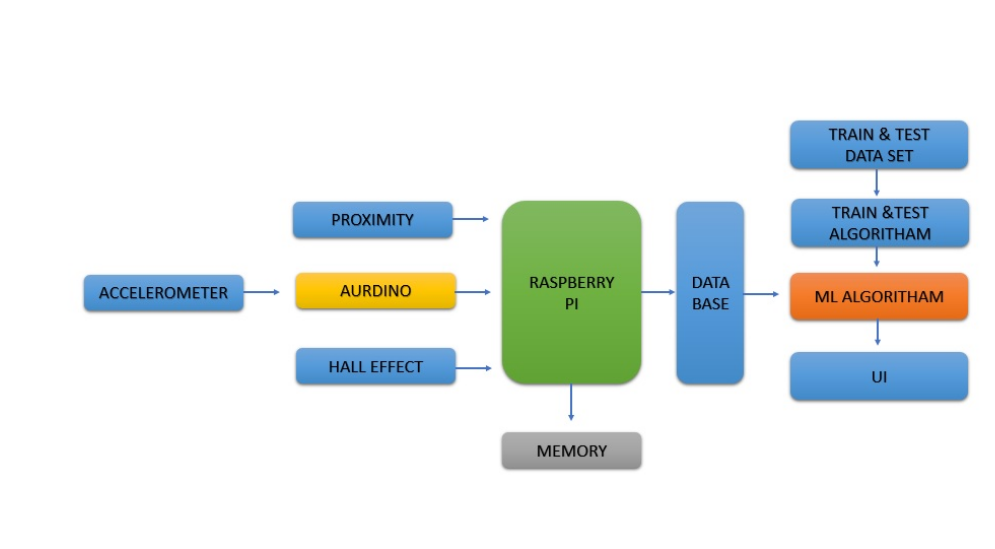 TRAIN & TEST
DATA SET
PROXIMITY
TRAIN &TEST
ALGORITHAM
ACCELEROMETER
AURDINO
RASPBERRY
PI
DATA
BASE
ML ALGORITHAM
HALL EFFECT
UI
MEMORY